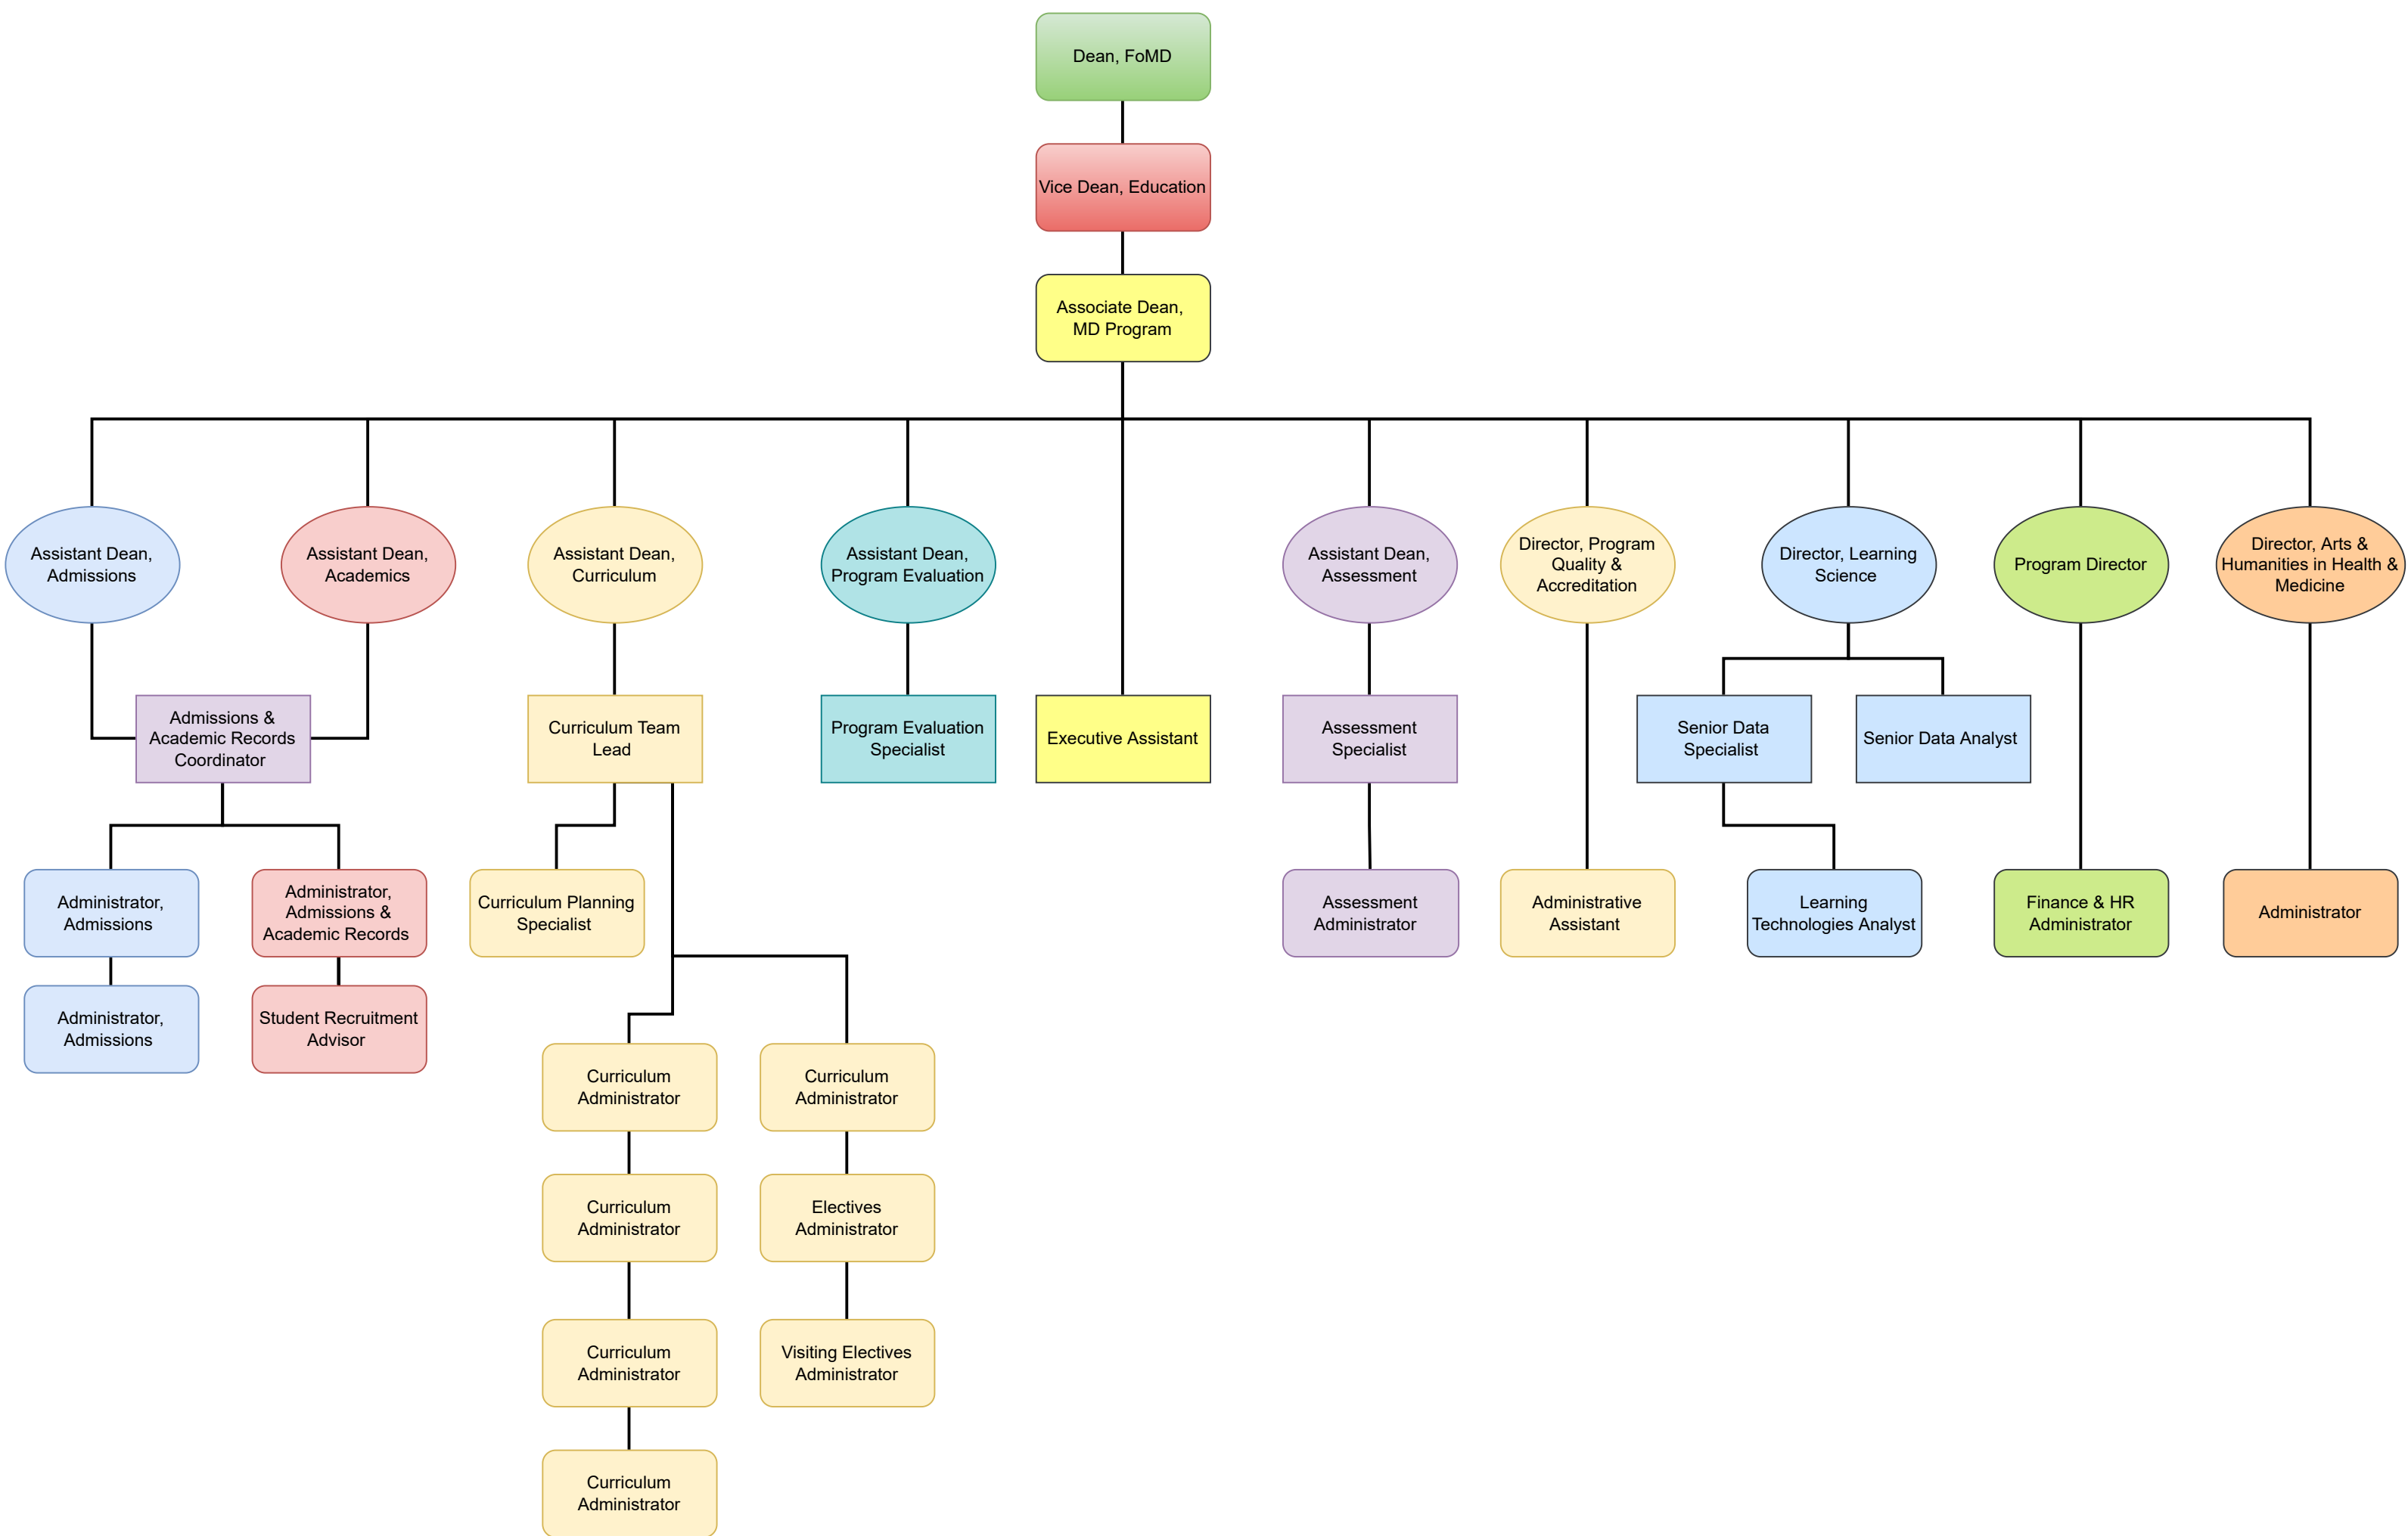 Dean, FoMD
Vice Dean, Education
Associate Dean,
MD Program
Assistant Dean,
Admissions
Assistant Dean,
Academics
Assistant Dean,
Curriculum
Assistant Dean,
Program Evaluation
Assistant Dean,
Assessment
Director, Program
Quality &
Accreditation
Director, Learning
Science
Program Director
Director, Arts &
Humanities in Health &
Medicine
Admissions &
Academic Records
Coordinator
Curriculum Team
Lead
Program Evaluation
Specialist
Executive Assistant
Assessment
Specialist
Senior Data
Specialist
Senior Data Analyst
Administrator,
Admissions
Administrator,
Admissions &
Academic Records
Curriculum Planning
Specialist
Assessment
Administrator
Administrative
Assistant
Learning
Technologies Analyst
Finance & HR
Administrator
Administrator
Administrator,
Admissions
Student Recruitment
Advisor
Curriculum
Administrator
Curriculum
Administrator
Curriculum
Administrator
Electives
Administrator
Curriculum
Administrator
Visiting Electives
Administrator
Curriculum
Administrator